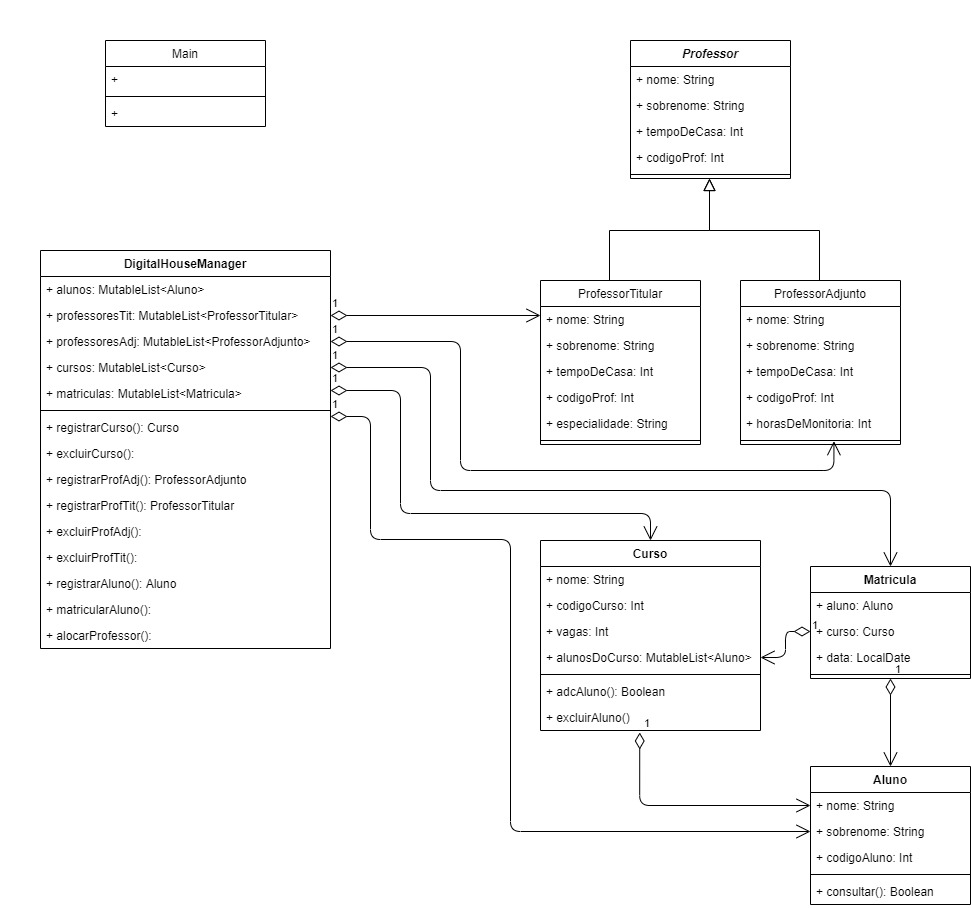 Main
+
+
Professor
+ nome: String
+ sobrenome: String
+ tempoDeCasa: Int
+ codigoProf: Int
DigitalHouseManager
+ alunos: MutableList<Aluno>
+ professoresTit: MutableList<ProfessorTitular>
+ professoresAdj: MutableList<ProfessorAdjunto>
+ cursos: MutableList<Curso>
+ matriculas: MutableList<Matricula>
+ registrarCurso(): Curso
+ excluirCurso():
+ registrarProfAdj(): ProfessorAdjunto
+ registrarProfTit(): ProfessorTitular
+ excluirProfAdj():
+ excluirProfTit():
+ registrarAluno(): Aluno
+ matricularAluno():
+ alocarProfessor():
1
1
1
1
1
ProfessorTitular
+ nome: String
+ sobrenome: String
+ tempoDeCasa: Int
+ codigoProf: Int
+ especialidade: String
ProfessorAdjunto
+ nome: String
+ sobrenome: String
+ tempoDeCasa: Int
+ codigoProf: Int
+ horasDeMonitoria: Int
Curso
+ nome: String
+ codigoCurso: Int
+ vagas: Int
+ alunosDoCurso: MutableList<Aluno>
+ adcAluno(): Boolean
+ excluirAluno()
1
Matricula
+ aluno: Aluno
+ curso: Curso
+ data: LocalDate
1
1
Aluno
+ nome: String
+ sobrenome: String
+ codigoAluno: Int
+ consultar(): Boolean